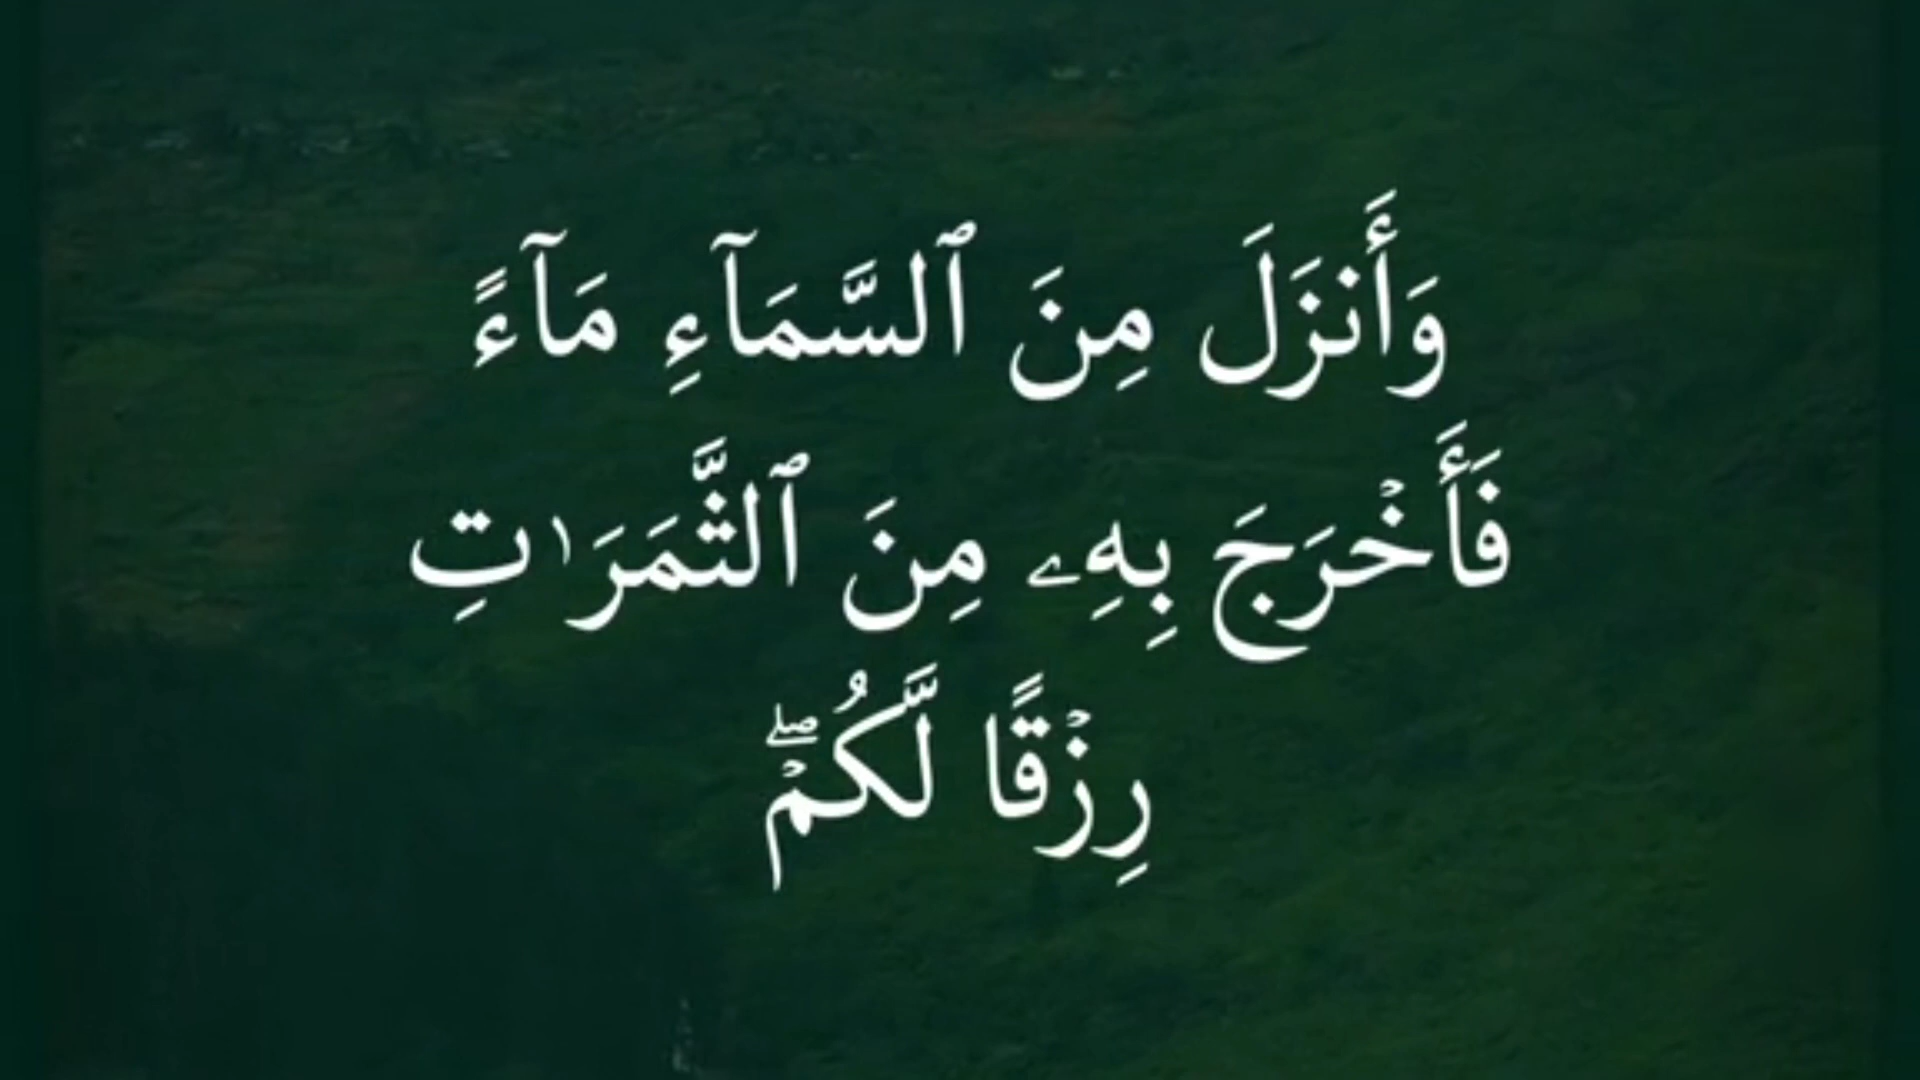 وَأَنزَلَ مِنَ ٱلسَّمَآءِ مَآءً
فَأَخۡرَجَ بِهِۦ مِنَ ٱلثَّمَرَٰتِ
رِزۡقًا لَّكُمۡۖ